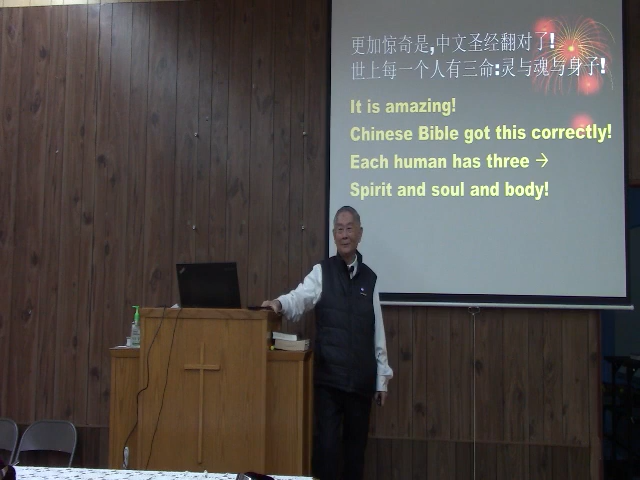 更加惊奇是,中文圣经翻对了!
世上每一个人有三命:灵与魂与身子!
It is amazing!
Chinese Bible got this correctly!
Each human has three →
Spirit and soul and body!